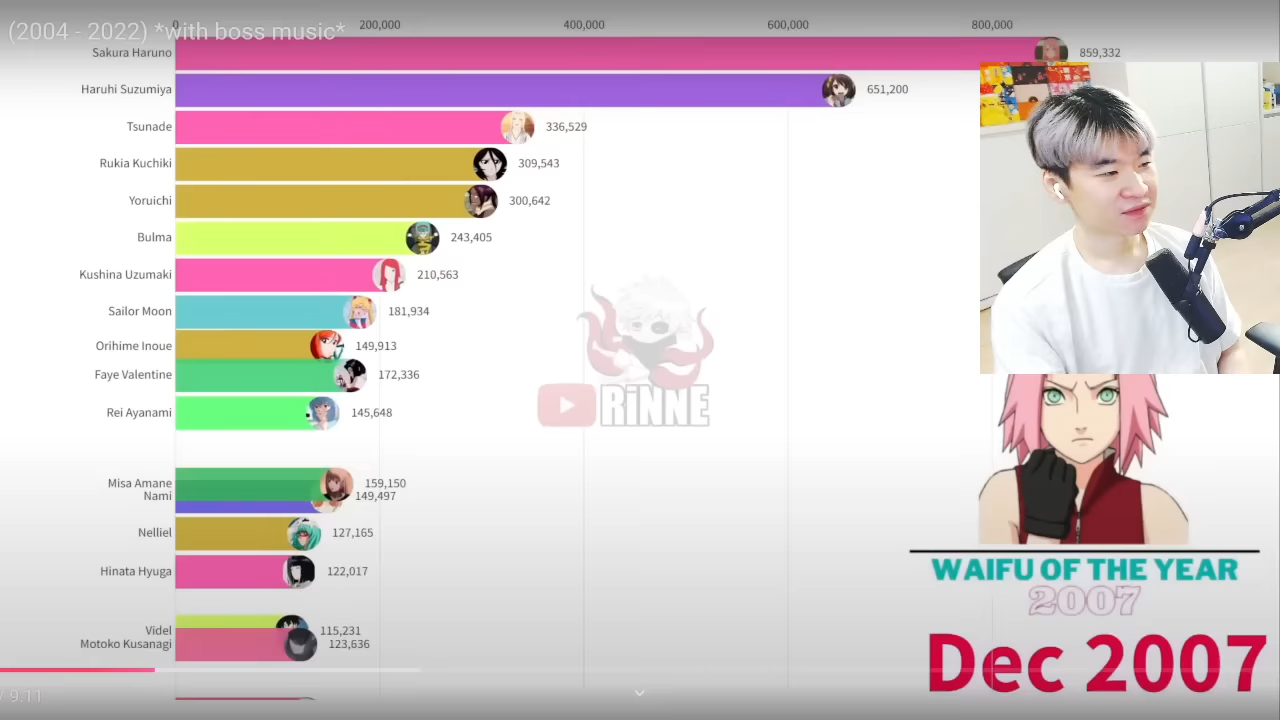 (2004 - 2022) *with boss music*
0 200,000 400,000 600,000 800,000
Sakura Haruno 859,332
Haruhi Suzumiya 651,200
Tsunade 336,529
Rukia Kuchiki 309,543
Yoruichi 300,642
Bulma 243,405
Kushina Uzumaki 210,563
Sailor Moon 181,934
Orihime Inoue 149,913
Faye Valentine 172,336
Rei Ayanami 145,648
RiNNE
Misa Amane 159,150
Nami 149,497
Nelliel 127,165
Hinata Hyuga 122,017
Videl 115,231
Motoko Kusanagi 123,636
WAIFU OF THE YEAR
2007
Dec 2007
/ 9:11